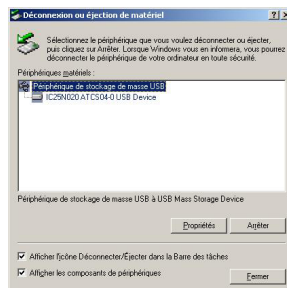 Déconnexion ou éjection de matériel
Sélectionnez le périphérique que vous voulez déconnecter ou éjecter,
puis cliquez sur Arrêter. Lorsque Windows vous en informera, vous pourrez
déconnecter le périphérique de votre ordinateur en toute sécurité.
Périphériques matériels :
Périphérique de stockage de masse USB
IC25N020 ATCS04-0 USB Device
Périphérique de stockage de masse USB à USB Mass Storage Device
Propriétés Arrêter
Afficher l'icône Déconnecter/Éjecter dans la Barre des tâches
Afficher les composants de périphériques
Fermer